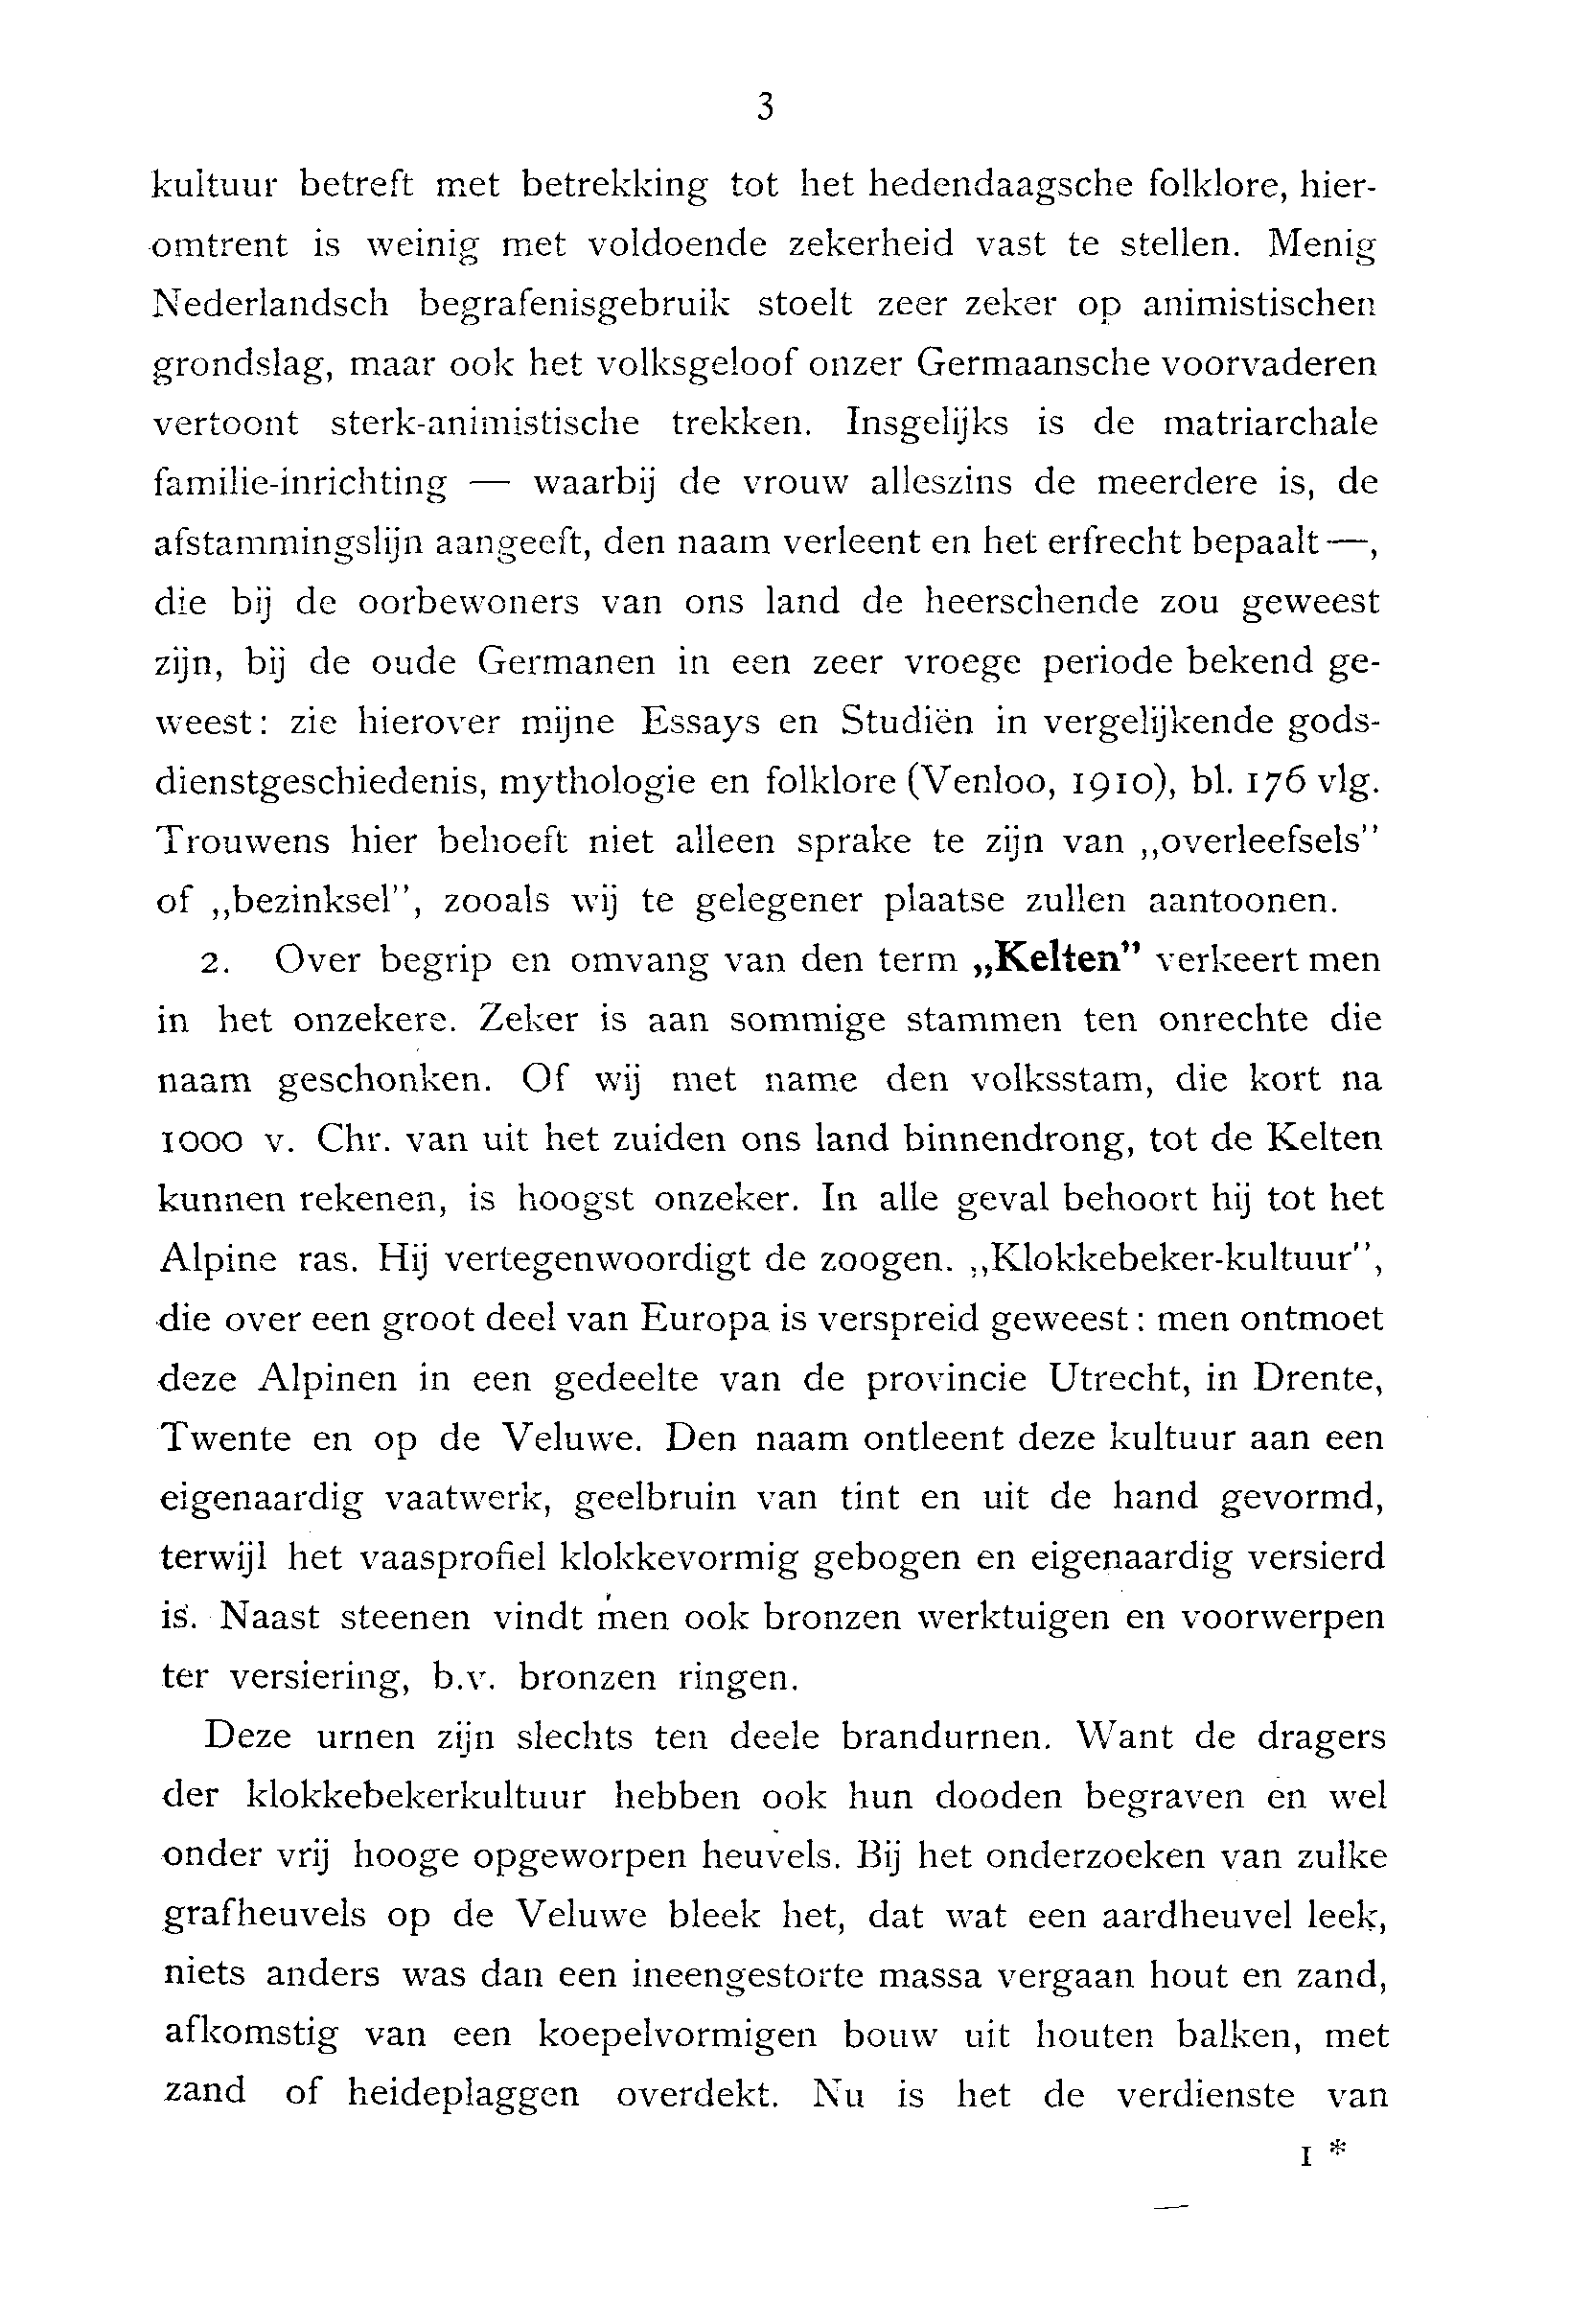 3
kultuur betreft met betrekking tot het hedendaagsche folklore, hier-
omtrent is weinig met voldoende zekerheid vast te stellen. Menig
Nederlandsch begrafenisgebruik stoelt zeer zeker op animistischen
grondslag, maar ook het volksgeloof onzer Germaansche voorvaderen
vertoont sterk-animistische trekken. Insgelijks is de matriarchale
familie-inrichting — waarbij de vrouw alleszins de meerdere is, de
afstammingslijn aangeeft, den naam verleent en het erfrecht bepaalt —,
die bij de oorbewoners van ons land de heerschende zou geweest
zijn, bij de oude Germanen in een zeer vroege periode bekend ge-
weest: zie hierover mijne Essays en Studiën in vergelijkende gods-
dienstgeschiedenis, mythologie en folklore (Venloo, 1910), bl. 176 vlg.
Trouwens hier behoeft niet alleen sprake te zijn van „overleefsels”
of „bezinksel”, zooals wij te gelegener plaatse zullen aantoonen.
2. Over begrip en omvang van den term „Kelten” verkeert men
in het onzekere. Zeker is aan sommige stammen ten onrechte die
naam geschonken. Of wij met name den volksstam, die kort na
1000 v. Chr. van uit het zuiden ons land binnendrong, tot de Kelten
kunnen rekenen, is hoogst onzeker. In alle geval behoort hij tot het
Alpine ras. Hij vertegenwoordigt de zoogen. „Klokkebeker-kultuur”,
die over een groot deel van Europa is verspreid geweest: men ontmoet
deze Alpinen in een gedeelte van de provincie Utrecht, in Drente,
Twente en op de Veluwe. Den naam ontleent deze kultuur aan een
eigenaardig vaatwerk, geelbruin van tint en uit de hand gevormd,
terwijl het vaasprofiel klokkevormig gebogen en eigenaardig versierd
is. Naast steenen vindt men ook bronzen werktuigen en voorwerpen
ter versiering, b.v. bronzen ringen.
Deze urnen zijn slechts ten deele brandurnen. Want de dragers
der klokkebekerkultuur hebben ook hun dooden begraven en wel
onder vrij hooge opgeworpen heuvels. Bij het onderzoeken van zulke
grafheuvels op de Veluwe bleek het, dat wat een aardheuvel leek,
niets anders was dan een ineengestorte massa vergaan hout en zand,
afkomstig van een koepelvormigen bouw uit houten balken, met
zand of heideplaggen overdekt. Nu is het de verdienste van
1 *